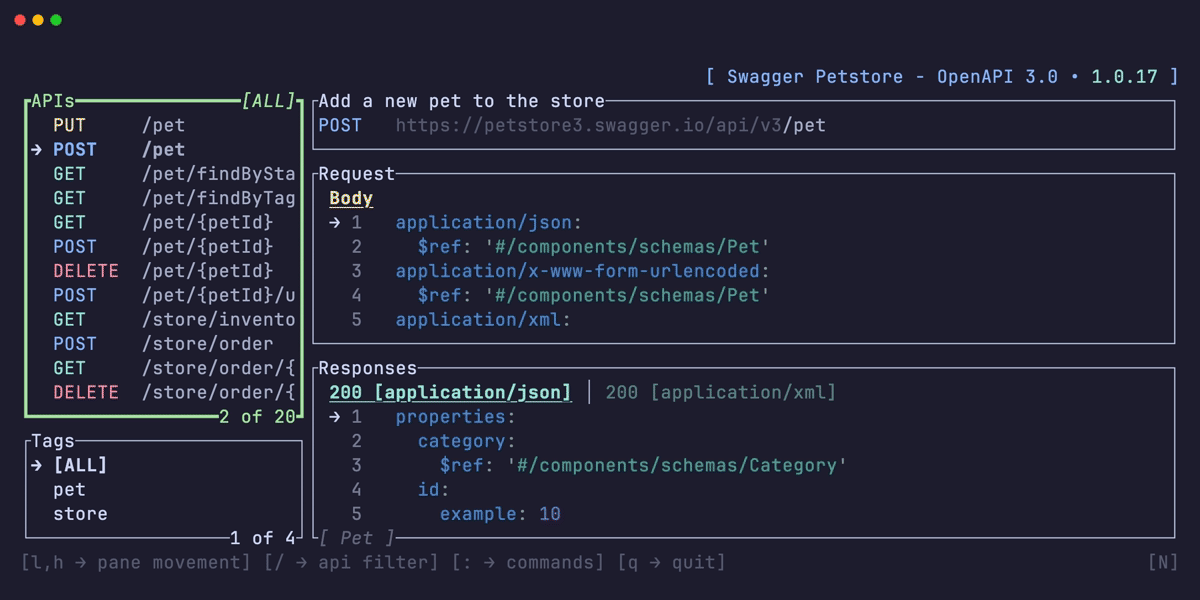 [ Swagger Petstore - OpenAPI 3.0 • 1.0.17 ]
APIs [ALL]
PUT /pet
→ POST /pet
GET /pet/findBySta
GET /pet/findByTag
GET /pet/{petId}
POST /pet/{petId}
DELETE /pet/{petId}
POST /pet/{petId}/u
GET /store/invento
POST /store/order
GET /store/order/{
DELETE /store/order/{
2 of 20
Tags
→ [ALL]
pet
store
1 of 4
Add a new pet to the store
POST https://petstore3.swagger.io/api/v3/pet
Request
Body
→ 1 application/json:
2 $ref: '#/components/schemas/Pet'
3 application/x-www-form-urlencoded:
4 $ref: '#/components/schemas/Pet'
5 application/xml:
Responses
200 [application/json] │ 200 [application/xml]
→ 1 properties:
2 category:
3 $ref: '#/components/schemas/Category'
4 id:
5 example: 10
[ Pet ]
[l,h → pane movement] [/ → api filter] [: → commands] [q → quit] [N]